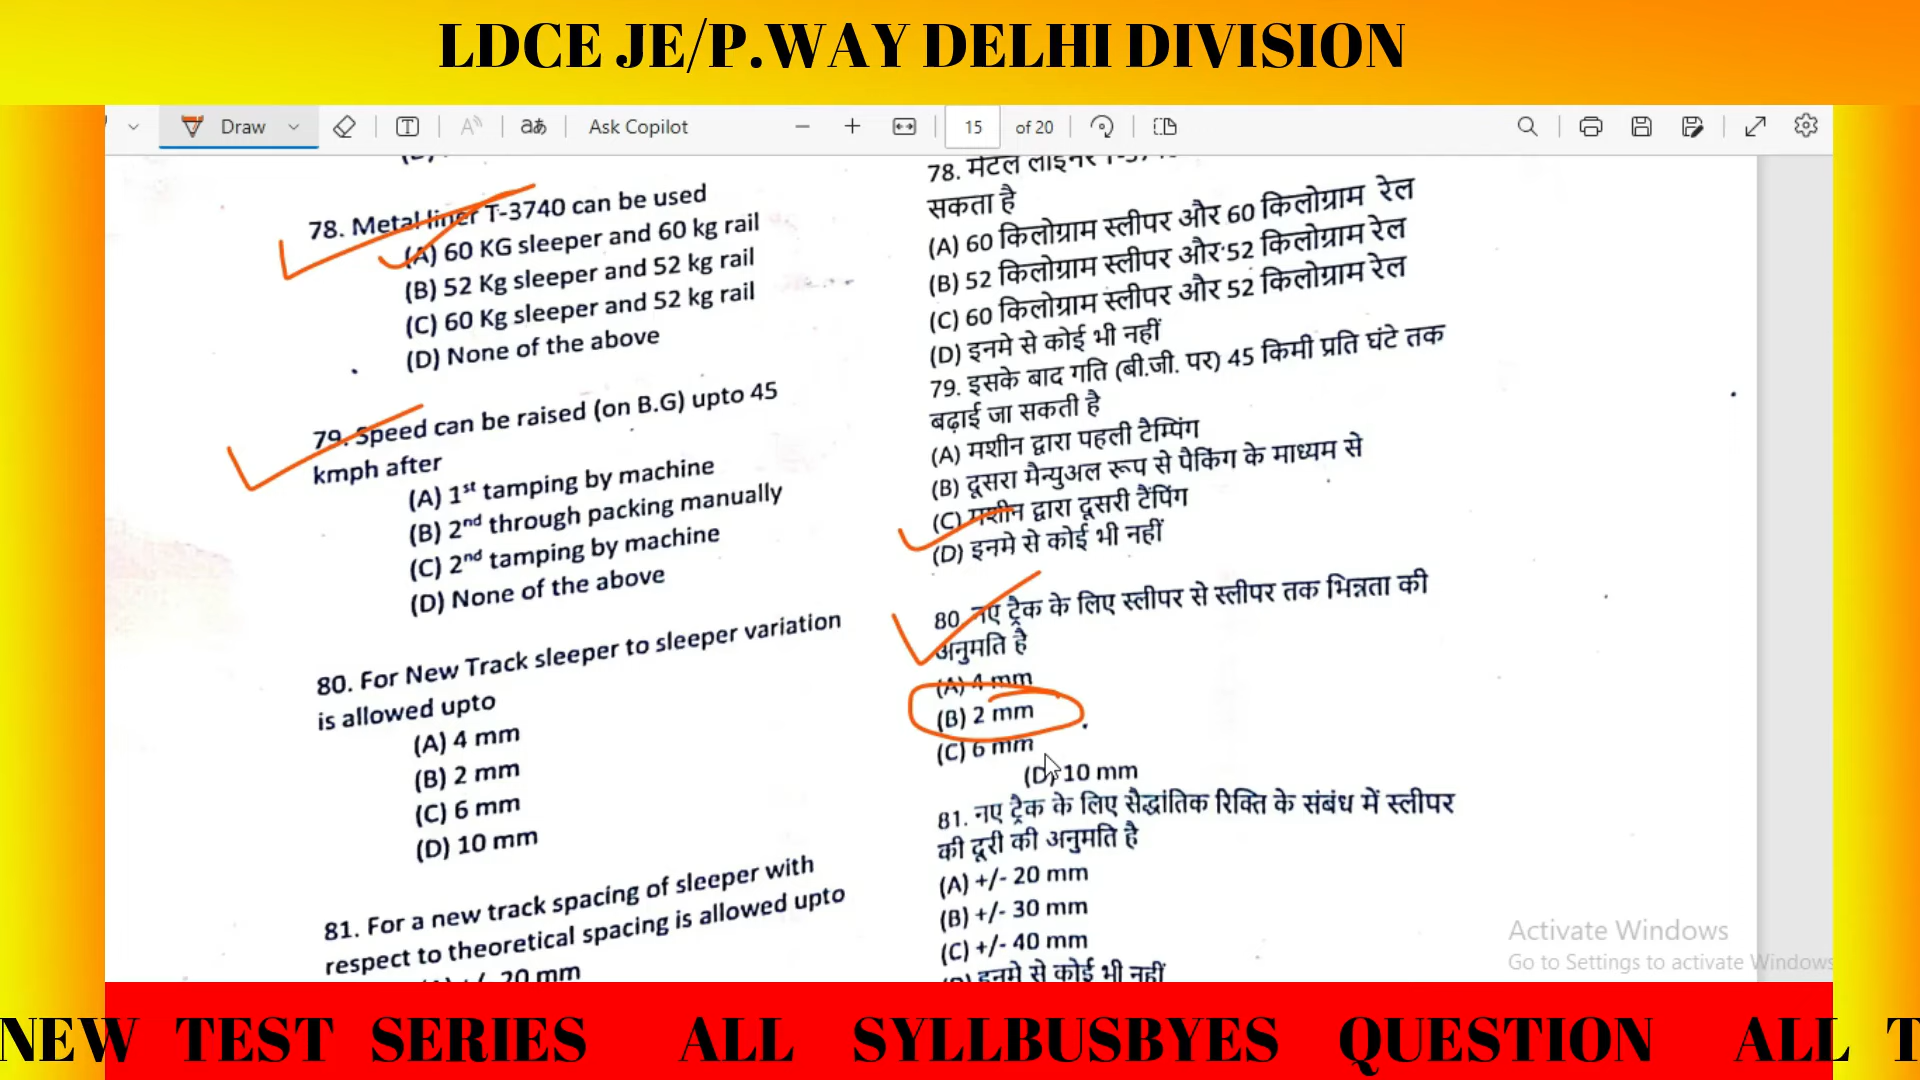 LDCE JE/P.WAY DELHI DIVISION
Draw
Ask Copilot
15 of 20
78. Metal liner T-3740 can be used
(A) 60 KG sleeper and 60 kg rail
(B) 52 Kg sleeper and 52 kg rail
(C) 60 Kg sleeper and 52 kg rail
(D) None of the above
79. Speed can be raised (on B.G) upto 45
kmph after
(A) 1st tamping by machine
(B) 2nd through packing manually
(C) 2nd tamping by machine
(D) None of the above
80. For New Track sleeper to sleeper variation
is allowed upto
(A) 4 mm
(B) 2 mm
(C) 6 mm
(D) 10 mm
81. For a new track spacing of sleeper with
respect to theoretical spacing is allowed upto
20 mm
78. मेटल लाइनर
सकता है
(A) 60 किलोग्राम स्लीपर और 60 किलोग्राम रेल
(B) 52 किलोग्राम स्लीपर और 52 किलोग्राम रेल
(C) 60 किलोग्राम स्लीपर और 52 किलोग्राम रेल
(D) इनमे से कोई भी नहीं
79. इसके बाद गति (बी.जी. पर) 45 किमी प्रति घंटे तक
बढ़ाई जा सकती है
(A) मशीन द्वारा पहली टैम्पिंग
(B) दूसरा मैन्युअल रूप से पैकिंग के माध्यम से
(C) मशीन द्वारा दूसरी टैंपिंग
(D) इनमे से कोई भी नहीं
80. नए ट्रैक के लिए स्लीपर से स्लीपर तक भिन्नता की
अनुमति है
(A) 4 mm
(B) 2 mm
(C) 6 mm
(D) 10 mm
81. नए ट्रैक के लिए सैद्धांतिक रिक्ति के संबंध में स्लीपर
की दूरी की अनुमति है
(A) +/- 20 mm
(B) +/- 30 mm
(C) +/- 40 mm
इनमे से कोई भी नहीं
Activate Windows
Go to Settings to activate Windows
NEW TEST SERIES ALL SYLLBUSBYES QUESTION ALL T